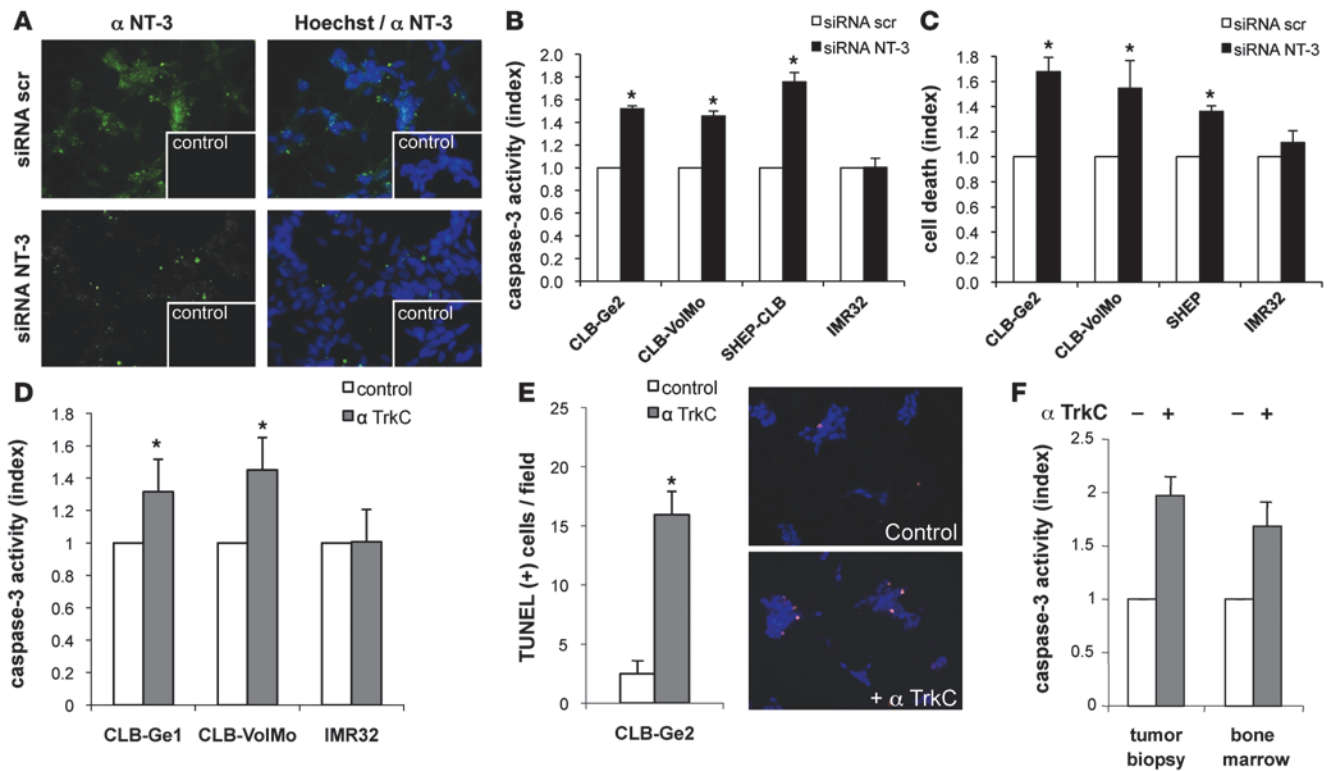 A
α NT-3
Hoechst / α NT-3
siRNA scr
control
control
siRNA NT-3
control
control
B
siRNA scr
siRNA NT-3
caspase-3 activity (index)
2.0
1.8
1.6
1.4
1.2
1.0
0.8
0.6
0.4
0.2
0.0
*
*
*
CLB-Ge2
CLB-VolMo
SHEP-CLB
IMR32
C
siRNA scr
siRNA NT-3
cell death (index)
1.8
1.6
1.4
1.2
1.0
0.8
0.6
0.4
0.2
0.0
*
*
*
CLB-Ge2
CLB-VolMo
SHEP
IMR32
D
control
α TrkC
caspase-3 activity (index)
1.8
1.6
1.4
1.2
1
0.8
0.6
0.4
0.2
0
*
*
CLB-Ge1
CLB-VolMo
IMR32
E
control
α TrkC
TUNEL (+) cells / field
25
20
15
10
5
0
*
CLB-Ge2
Control
+ α TrkC
F
α TrkC − + − +
caspase-3 activity (index)
2.5
2
1.5
1
0.5
0
tumor biopsy
bone marrow